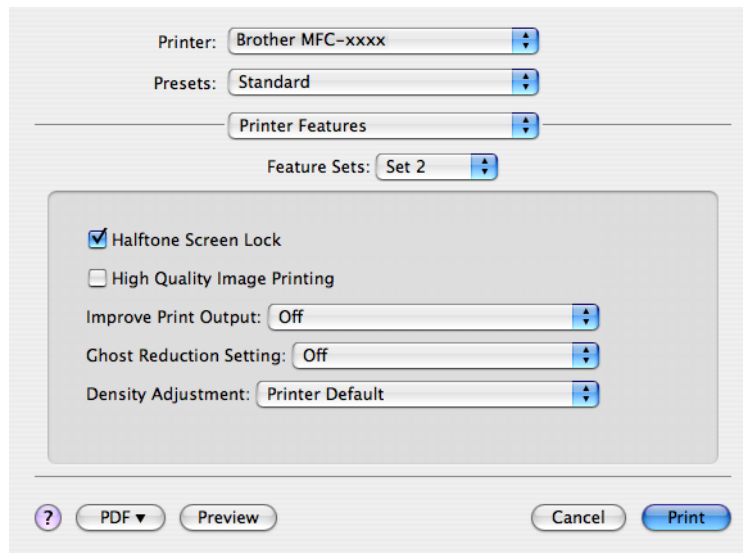 Printer: Brother MFC-xxxx
Presets: Standard
Printer Features
Feature Sets: Set 2
Halftone Screen Lock
High Quality Image Printing
Improve Print Output: Off
Ghost Reduction Setting: Off
Density Adjustment: Printer Default
? PDF ▼ Preview Cancel Print